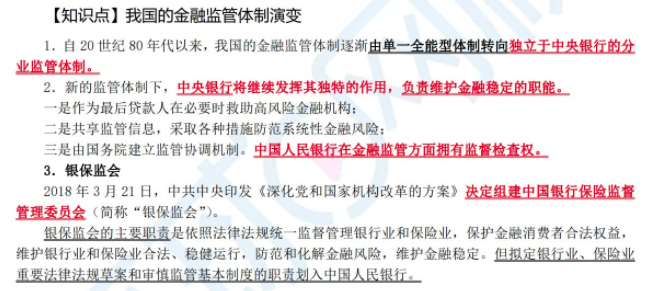 【知识点】我国的金融监管体制演变
1．自 20 世纪 80 年代以来，我国的金融监管体制逐渐由单一全能型体制转向独立于中央银行的分
业监管体制。
2．新的监管体制下，中央银行将继续发挥其独特的作用，负责维护金融稳定的职能。
一是作为最后贷款人在必要时救助高风险金融机构；
二是共享监管信息，采取各种措施防范系统性金融风险；
三是由国务院建立监管协调机制。中国人民银行在金融监管方面拥有监督检查权。
3．银保监会
2018 年 3 月 21 日，中共中央印发《深化党和国家机构改革的方案》决定组建中国银行保险监督
管理委员会（简称“银保监会”）。
银保监会的主要职责是依照法律法规统一监督管理银行业和保险业，保护金融消费者合法权益，
维护银行业和保险业合法、稳健运行，防范和化解金融风险，维护金融稳定。但拟定银行业、保险业
重要法律法规草案和审慎监管基本制度的职责划入中国人民银行。